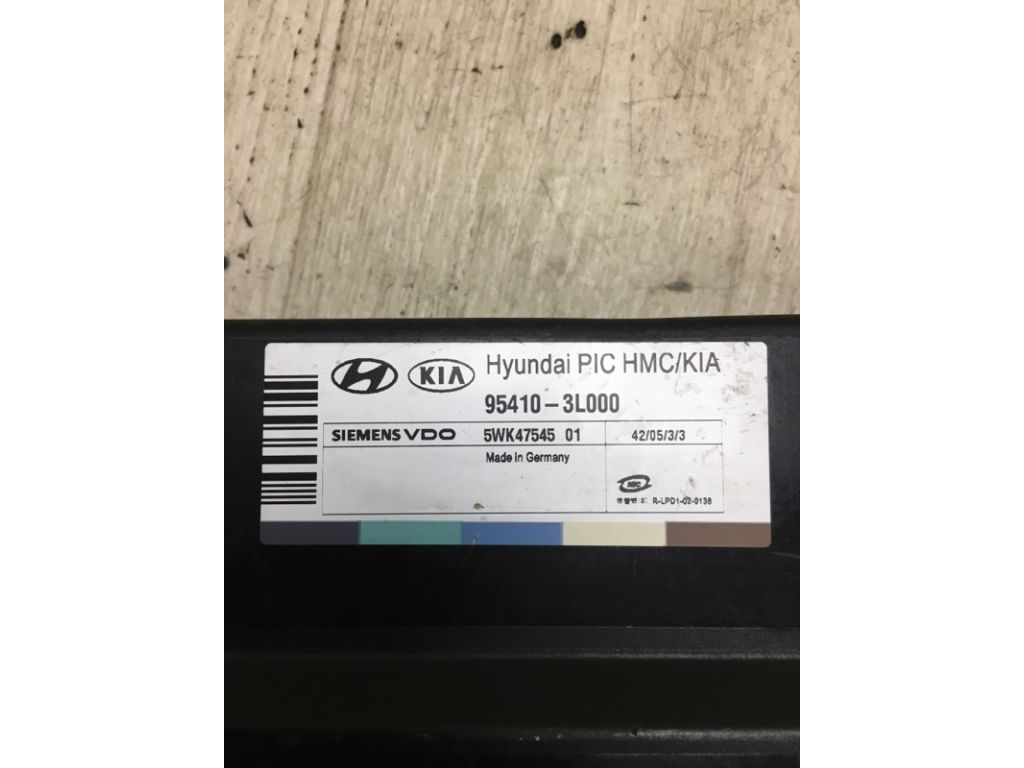 KIA Hyundai PIC HMC/KIA
95410-3L000
SIEMENS VDO 5WK47545 01 42/05/3/3
Made in Germany
R-LPD1-02-0138